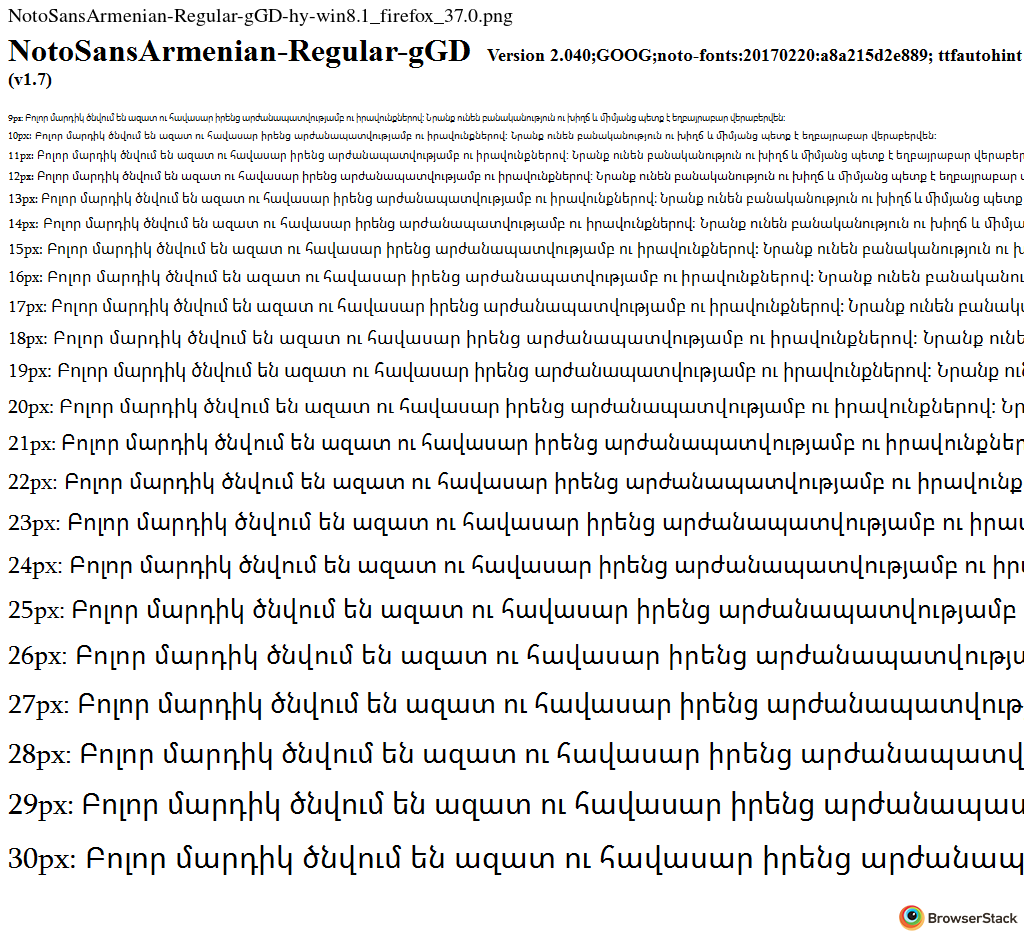 NotoSansArmenian-Regular-gGD-hy-win8.1_firefox_37.0.png
NotoSansArmenian-Regular-gGD Version 2.040;GOOG;noto-fonts:20170220:a8a215d2e889; ttfautohint
(v1.7)
9px: Բոլոր մարդիկ ծնվում են ազատ ու հավասար իրենց արժանապատվությամբ ու իրավունքներով: Նրանք ունեն բանականություն ու խիղճ և միմյանց պետք է եղբայրաբար վերաբերվեն:
10px: Բոլոր մարդիկ ծնվում են ազատ ու հավասար իրենց արժանապատվությամբ ու իրավունքներով: Նրանք ունեն բանականություն ու խիղճ և միմյանց պետք է եղբայրաբար վերաբերվեն:
11px: Բոլոր մարդիկ ծնվում են ազատ ու հավասար իրենց արժանապատվությամբ ու իրավունքներով: Նրանք ունեն բանականություն ու խիղճ և միմյանց պետք է եղբայրաբար վերաբեր
12px: Բոլոր մարդիկ ծնվում են ազատ ու հավասար իրենց արժանապատվությամբ ու իրավունքներով: Նրանք ունեն բանականություն ու խիղճ և միմյանց պետք է եղբայրաբար
13px: Բոլոր մարդիկ ծնվում են ազատ ու հավասար իրենց արժանապատվությամբ ու իրավունքներով: Նրանք ունեն բանականություն ու խիղճ և միմյանց պետք
14px: Բոլոր մարդիկ ծնվում են ազատ ու հավասար իրենց արժանապատվությամբ ու իրավունքներով: Նրանք ունեն բանականություն ու խիղճ և միմյա
15px: Բոլոր մարդիկ ծնվում են ազատ ու հավասար իրենց արժանապատվությամբ ու իրավունքներով: Նրանք ունեն բանականություն ու
16px: Բոլոր մարդիկ ծնվում են ազատ ու հավասար իրենց արժանապատվությամբ ու իրավունքներով: Նրանք ունեն բանականու
17px: Բոլոր մարդիկ ծնվում են ազատ ու հավասար իրենց արժանապատվությամբ ու իրավունքներով: Նրանք ունեն բանակ
18px: Բոլոր մարդիկ ծնվում են ազատ ու հավասար իրենց արժանապատվությամբ ու իրավունքներով: Նրանք ունե
19px: Բոլոր մարդիկ ծնվում են ազատ ու հավասար իրենց արժանապատվությամբ ու իրավունքներով: Նրանք ու
20px: Բոլոր մարդիկ ծնվում են ազատ ու հավասար իրենց արժանապատվությամբ ու իրավունքներով: Նր
21px: Բոլոր մարդիկ ծնվում են ազատ ու հավասար իրենց արժանապատվությամբ ու իրավունքներ
22px: Բոլոր մարդիկ ծնվում են ազատ ու հավասար իրենց արժանապատվությամբ ու իրավունք
23px: Բոլոր մարդիկ ծնվում են ազատ ու հավասար իրենց արժանապատվությամբ ու իրավ
24px: Բոլոր մարդիկ ծնվում են ազատ ու հավասար իրենց արժանապատվությամբ ու իր
25px: Բոլոր մարդիկ ծնվում են ազատ ու հավասար իրենց արժանապատվությամբ
26px: Բոլոր մարդիկ ծնվում են ազատ ու հավասար իրենց արժանապատվությ
27px: Բոլոր մարդիկ ծնվում են ազատ ու հավասար իրենց արժանապատվութ
28px: Բոլոր մարդիկ ծնվում են ազատ ու հավասար իրենց արժանապատվ
29px: Բոլոր մարդիկ ծնվում են ազատ ու հավասար իրենց արժանապատ
30px: Բոլոր մարդիկ ծնվում են ազատ ու հավասար իրենց արժանապ
BrowserStack